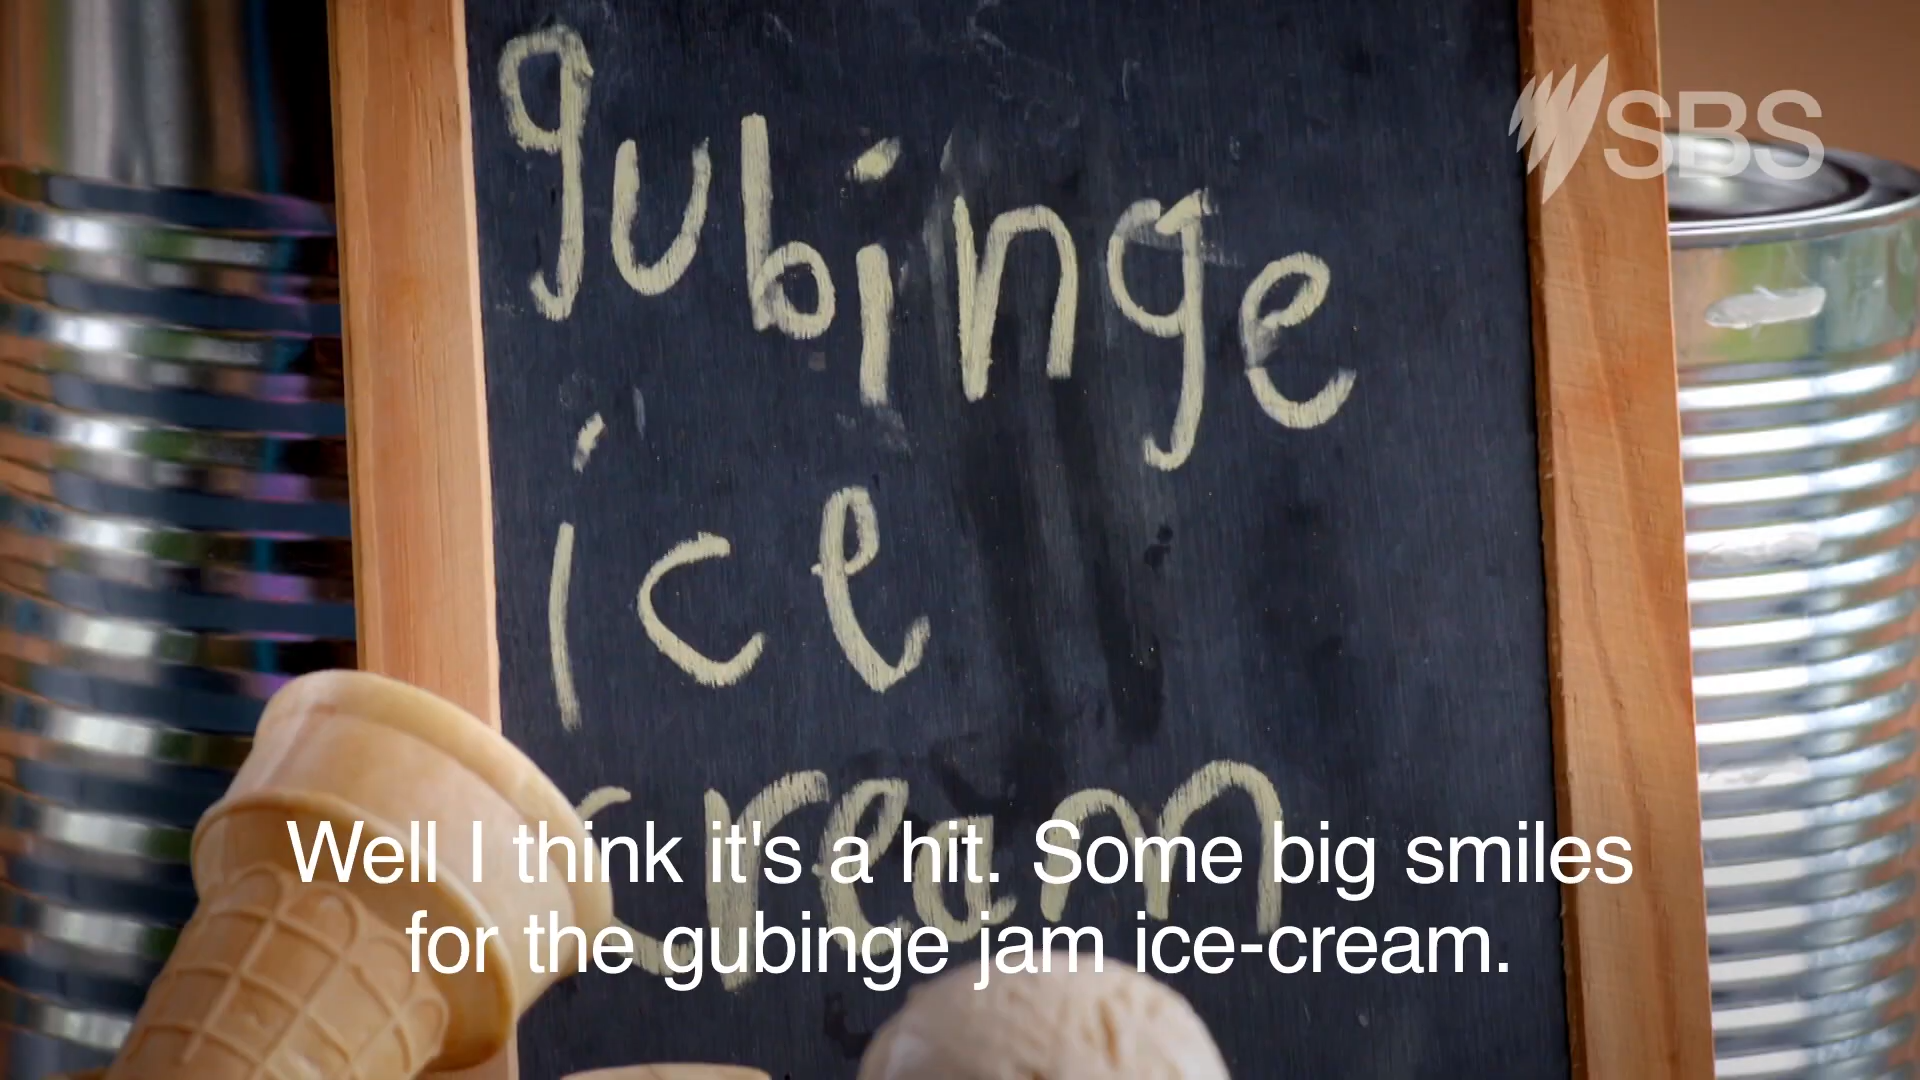 SBS
gubinge
ice
cream
Well I think it's a hit. Some big smiles
for the gubinge jam ice-cream.